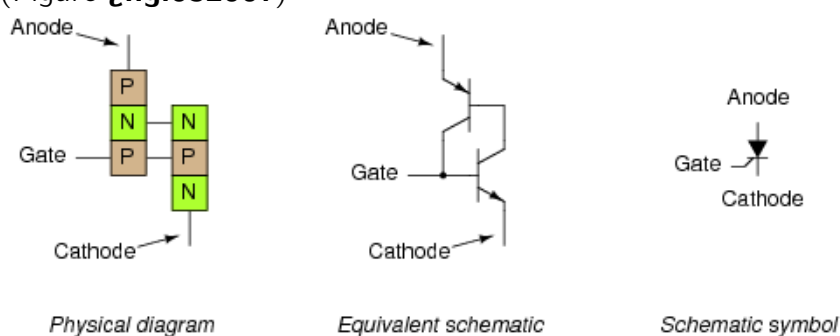 Anode
P
N N
Gate P P
N
Cathode
Physical diagram
Anode
Gate
Cathode
Equivalent schematic
Anode
Gate
Cathode
Schematic symbol